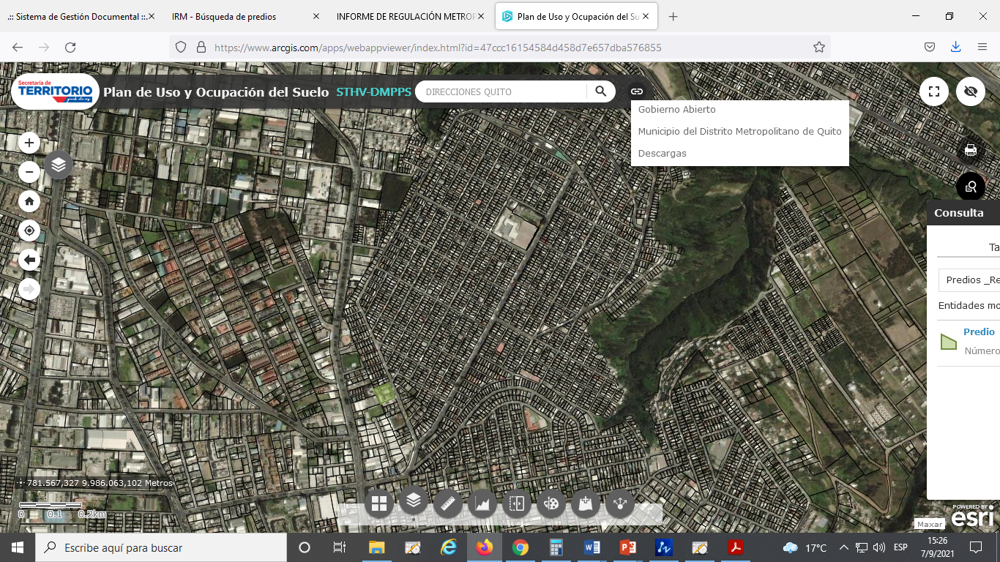 .:: Sistema de Gestión Documental ::.
IRM - Búsqueda de predios
INFORME DE REGULACIÓN METROP
Plan de Uso y Ocupación del Su
https://www.arcgis.com/apps/webappviewer/index.html?id=47ccc16154584d458d7e657dba576855
Secretaría de
TERRITORIO
Plan de Uso y Ocupación del Suelo STHV-DMPPS
DIRECCIONES QUITO
Gobierno Abierto
Municipio del Distrito Metropolitano de Quito
Descargas
Consulta
Ta
Predios _Re
Entidades mo
Predio
Número
781.567,327 9.986.063,102 Metros
0 0.1 0.2km
POWERED BY
esri
Maxar
Escribe aquí para buscar
17°C
ESP
15:26
7/9/2021